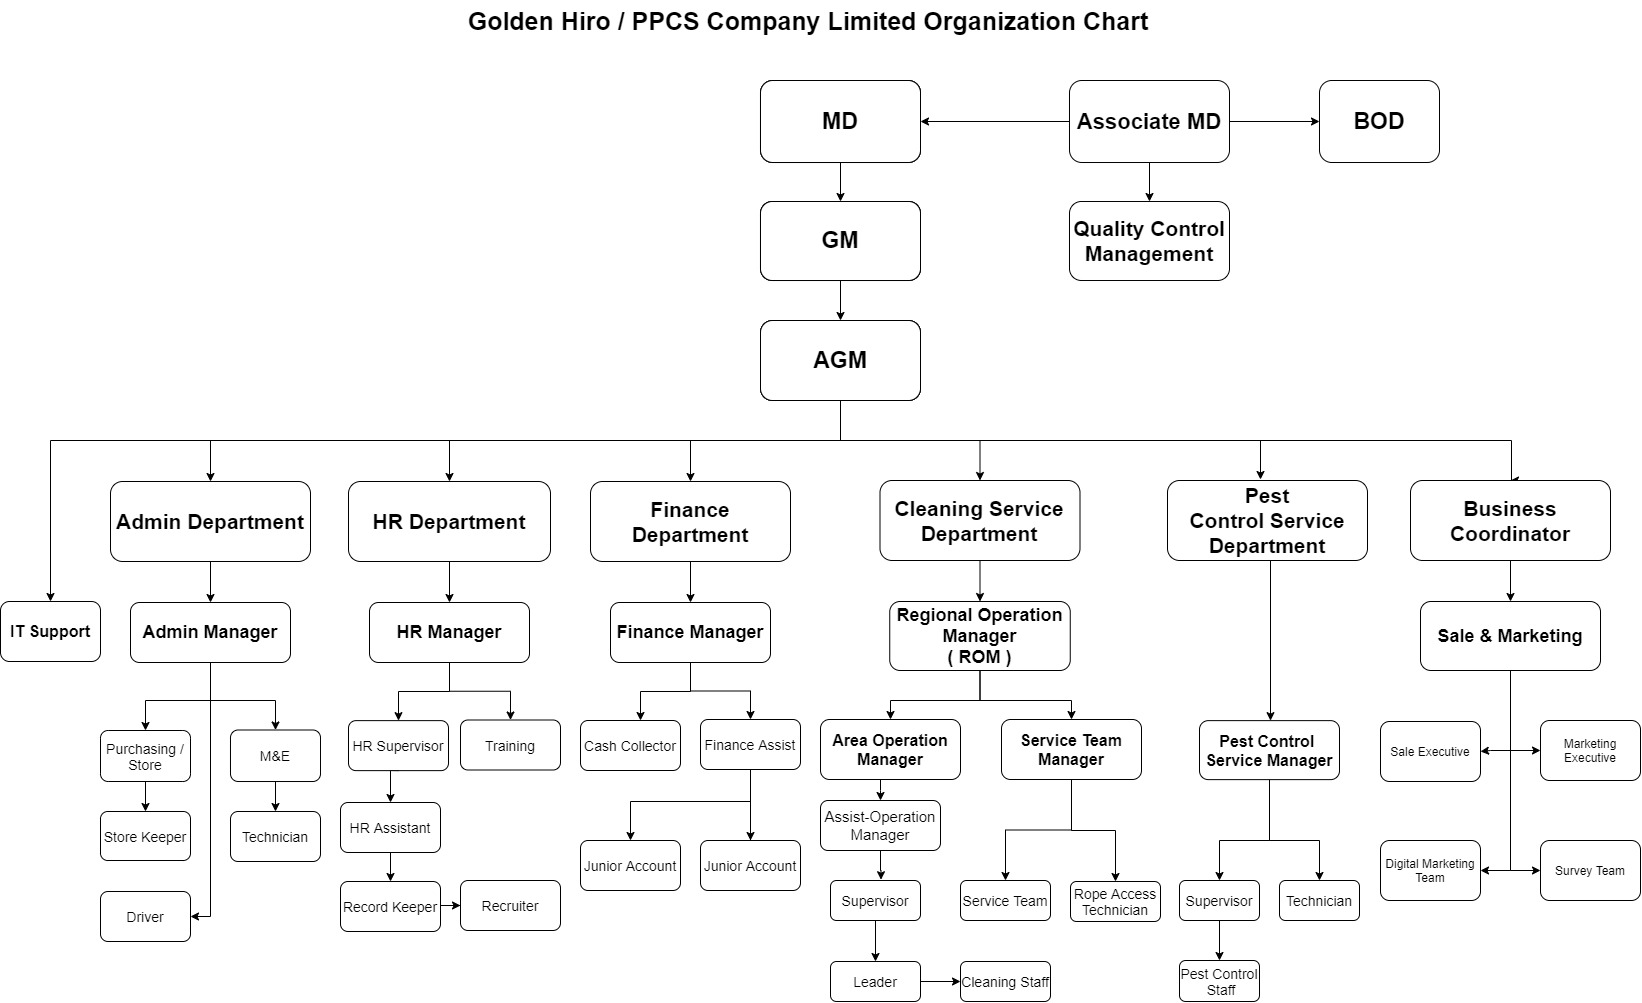 Golden Hiro / PPCS Company Limited Organization Chart
MD
Associate MD
BOD
GM
Quality Control
Management
AGM
Admin Department
HR Department
Finance
Department
Cleaning Service
Department
Pest
Control Service
Department
Business
Coordinator
IT Support
Admin Manager
HR Manager
Finance Manager
Regional Operation
Manager
( ROM )
Sale & Marketing
Purchasing /
Store
M&E
HR Supervisor
Training
Cash Collector
Finance Assist
Area Operation
Manager
Service Team
Manager
Pest Control
Service Manager
Sale Executive
Marketing
Executive
Store Keeper
Technician
HR Assistant
Assist-Operation
Manager
Junior Account
Junior Account
Digital Marketing
Team
Survey Team
Driver
Record Keeper
Recruiter
Supervisor
Service Team
Rope Access
Technician
Supervisor
Technician
Leader
Cleaning Staff
Pest Control
Staff